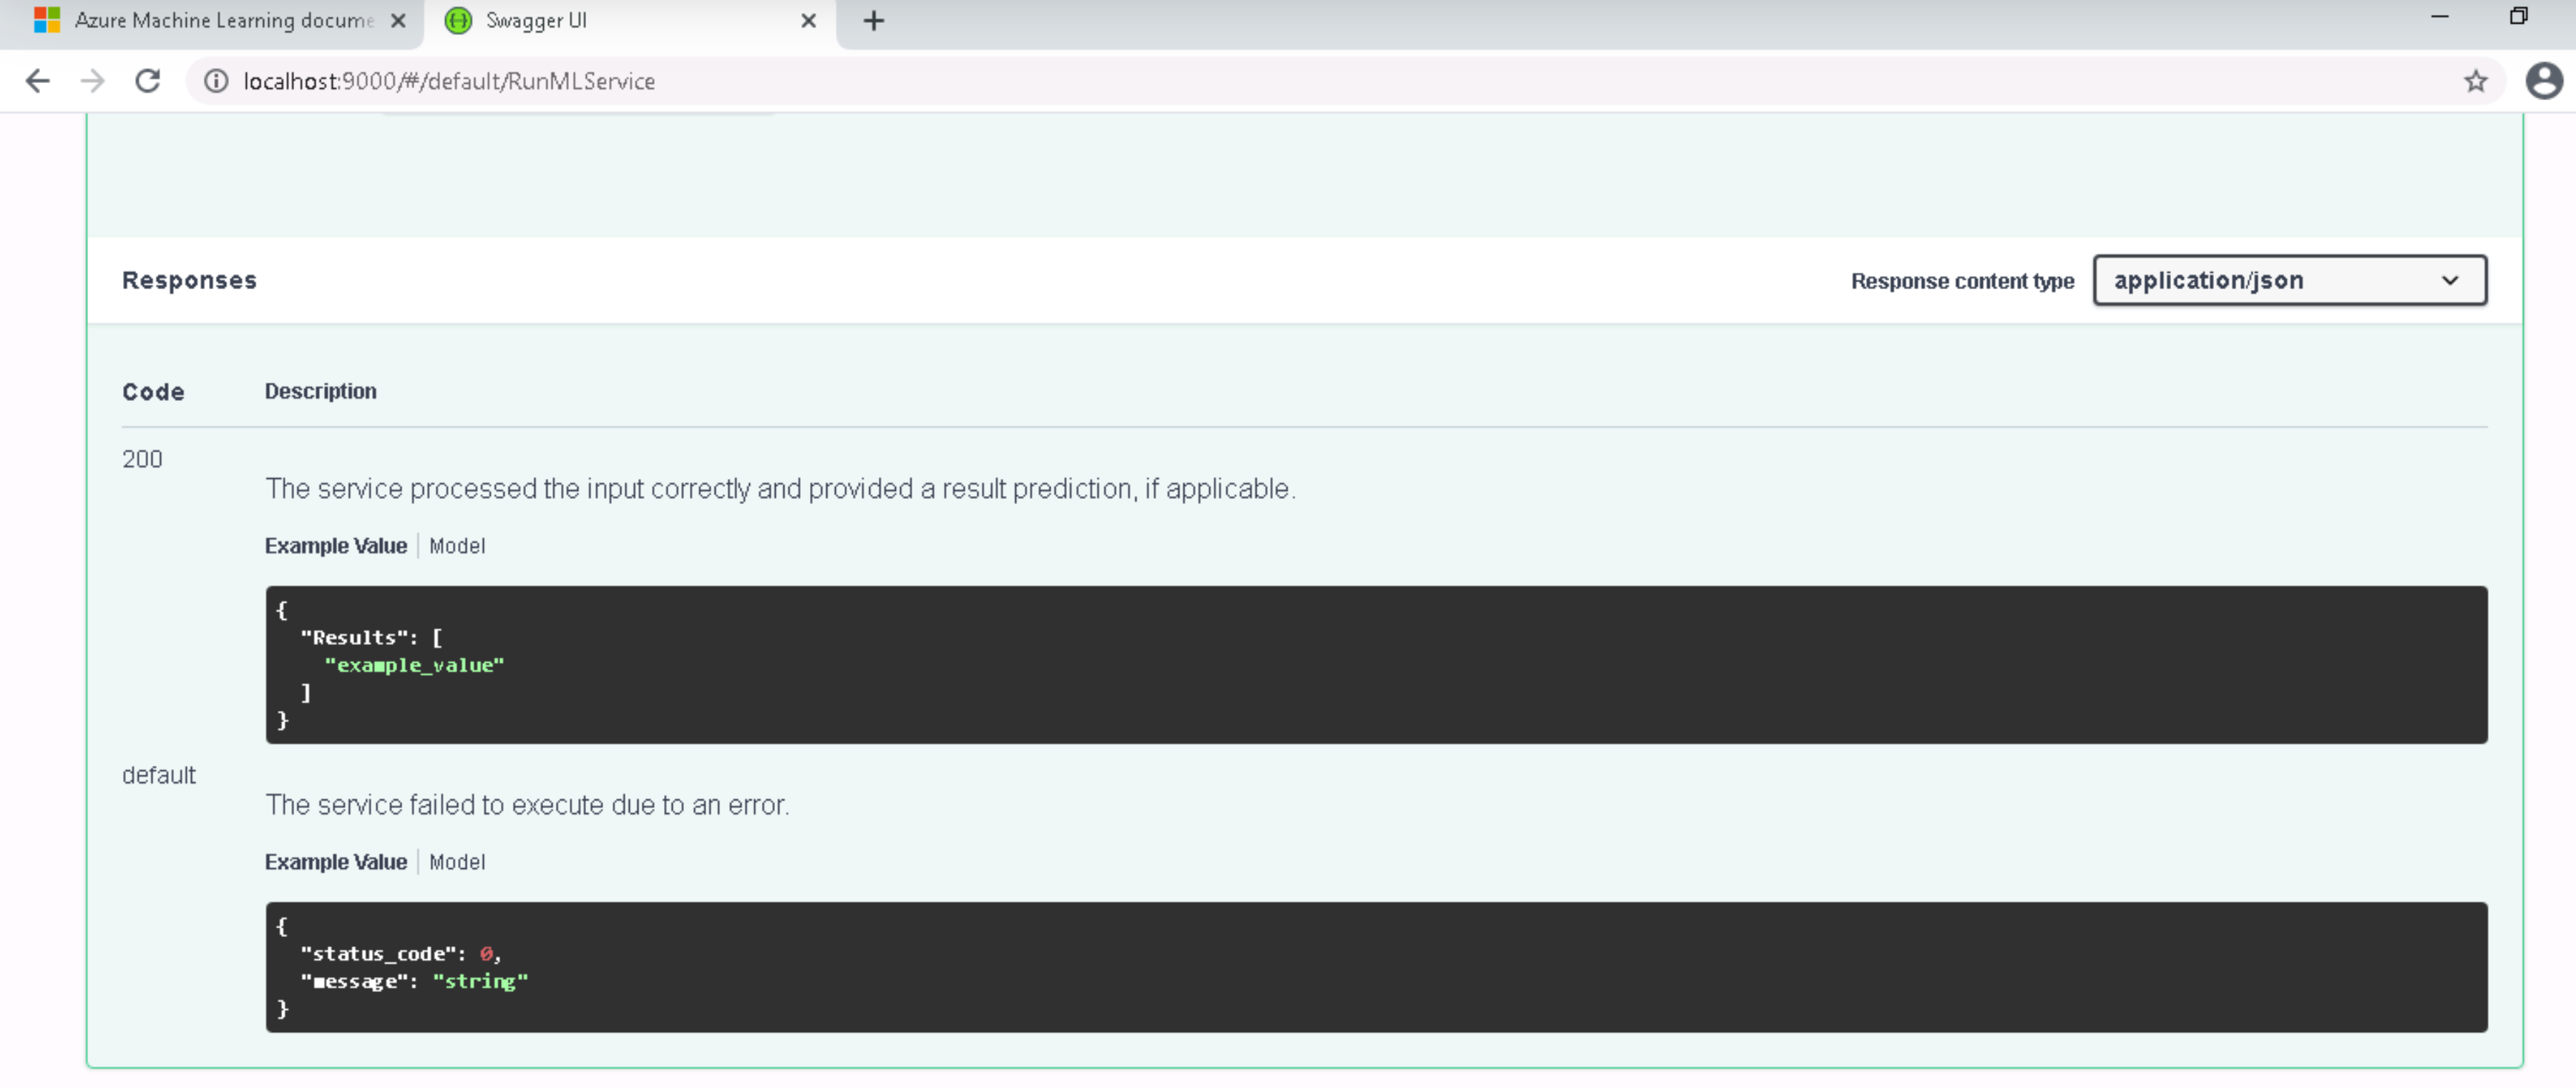 Azure Machine Learning docume
Swagger UI
localhost:9000/#/default/RunMLService
Responses
Response content type
application/json
Code Description
200
The service processed the input correctly and provided a result prediction, if applicable.
Example Value Model
{
"Results": [
"example_value"
]
}
default
The service failed to execute due to an error.
Example Value Model
{
"status_code": 0,
"message": "string"
}